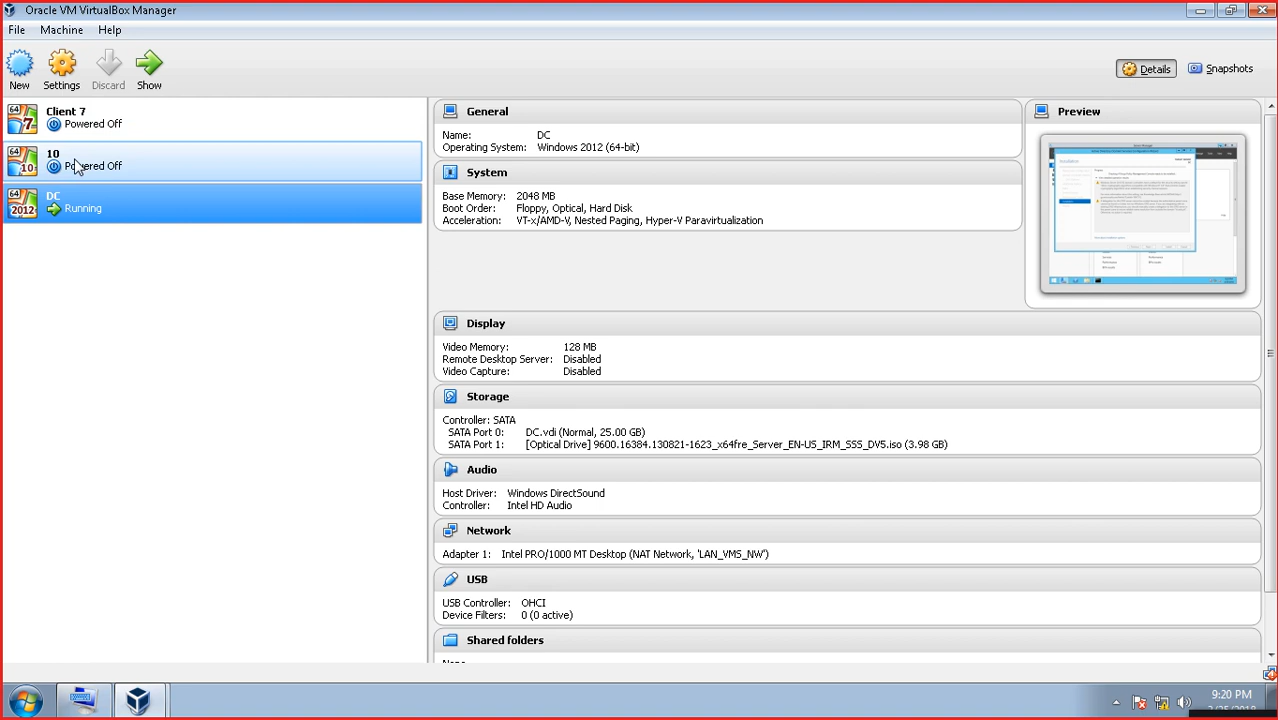 Oracle VM VirtualBox Manager
File Machine Help
New Settings Discard Show
Details Snapshots
64 7 Client 7
Powered Off
64 10 10
Powered Off
64 2012 DC
Running
General
Name: DC
Operating System: Windows 2012 (64-bit)
System
Base Memory: 2048 MB
Boot Order: Floppy, Optical, Hard Disk
Acceleration: VT-x/AMD-V, Nested Paging, Hyper-V Paravirtualization
Preview
Display
Video Memory: 128 MB
Remote Desktop Server: Disabled
Video Capture: Disabled
Storage
Controller: SATA
SATA Port 0: DC.vdi (Normal, 25.00 GB)
SATA Port 1: [Optical Drive] 9600.16384.130821-1623_x64fre_Server_EN-US_IRM_SSS_DV5.iso (3.98 GB)
Audio
Host Driver: Windows DirectSound
Controller: Intel HD Audio
Network
Adapter 1: Intel PRO/1000 MT Desktop (NAT Network, 'LAN_VMS_NW')
USB
USB Controller: OHCI
Device Filters: 0 (0 active)
Shared folders
9:20 PM